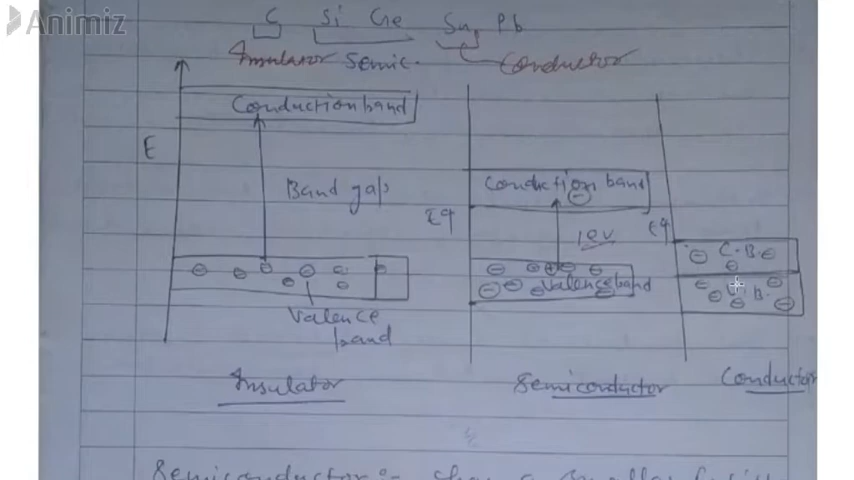 Animiz
C Si Ge Sn, Pb
Insulator Semic. Conductor
Conduction band
E
Band gap
Valence
band
Insulator
Conduction band
Eg
1eV
Valence band
Semiconductor
Eg
C.B.
V.B.
Conductor
Semiconductor :-